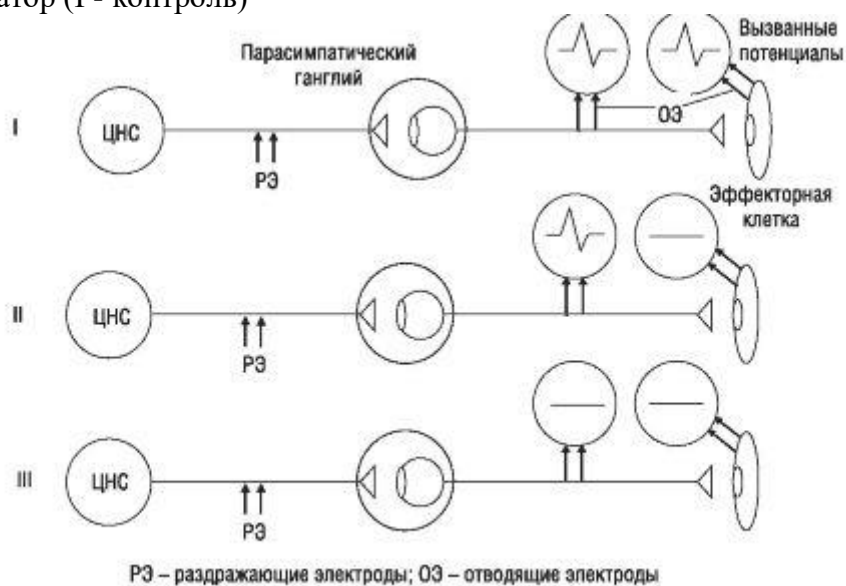 (I - контроль)
Парасимпатический
ганглий
Вызванные
потенциалы
I
ЦНС
РЭ
ОЭ
Эффекторная
клетка
II
ЦНС
РЭ
III
ЦНС
РЭ
РЭ – раздражающие электроды; ОЭ – отводящие электроды